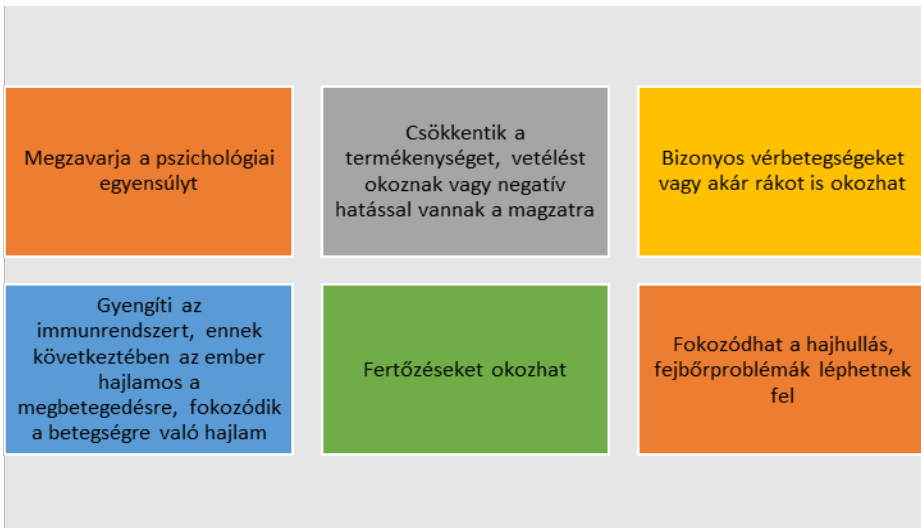 Megzavarja a pszichológiai
egyensúlyt
Csökkentik a
termékenységet, vetélést
okoznak vagy negatív
hatással vannak a magzatra
Bizonyos vérbetegségeket
vagy akár rákot is okozhat
Gyengíti az
immunrendszert, ennek
következtében az ember
hajlamos a
megbetegedésre, fokozódik
a betegségre való hajlam
Fertőzéseket okozhat
Fokozódhat a hajhullás,
fejbőrproblémák léphetnek
fel